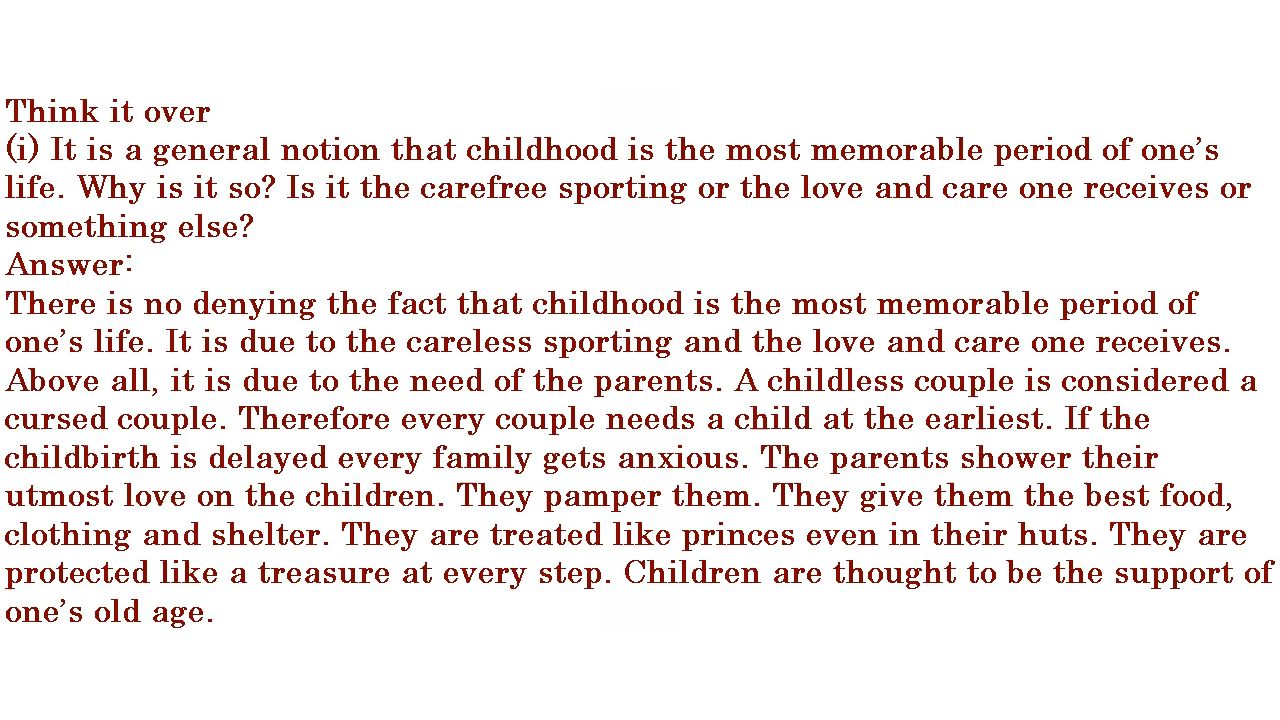 Think it over
(i) It is a general notion that childhood is the most memorable period of one’s
life. Why is it so? Is it the carefree sporting or the love and care one receives or
something else?
Answer:
There is no denying the fact that childhood is the most memorable period of
one’s life. It is due to the careless sporting and the love and care one receives.
Above all, it is due to the need of the parents. A childless couple is considered a
cursed couple. Therefore every couple needs a child at the earliest. If the
childbirth is delayed every family gets anxious. The parents shower their
utmost love on the children. They pamper them. They give them the best food,
clothing and shelter. They are treated like princes even in their huts. They are
protected like a treasure at every step. Children are thought to be the support of
one’s old age.